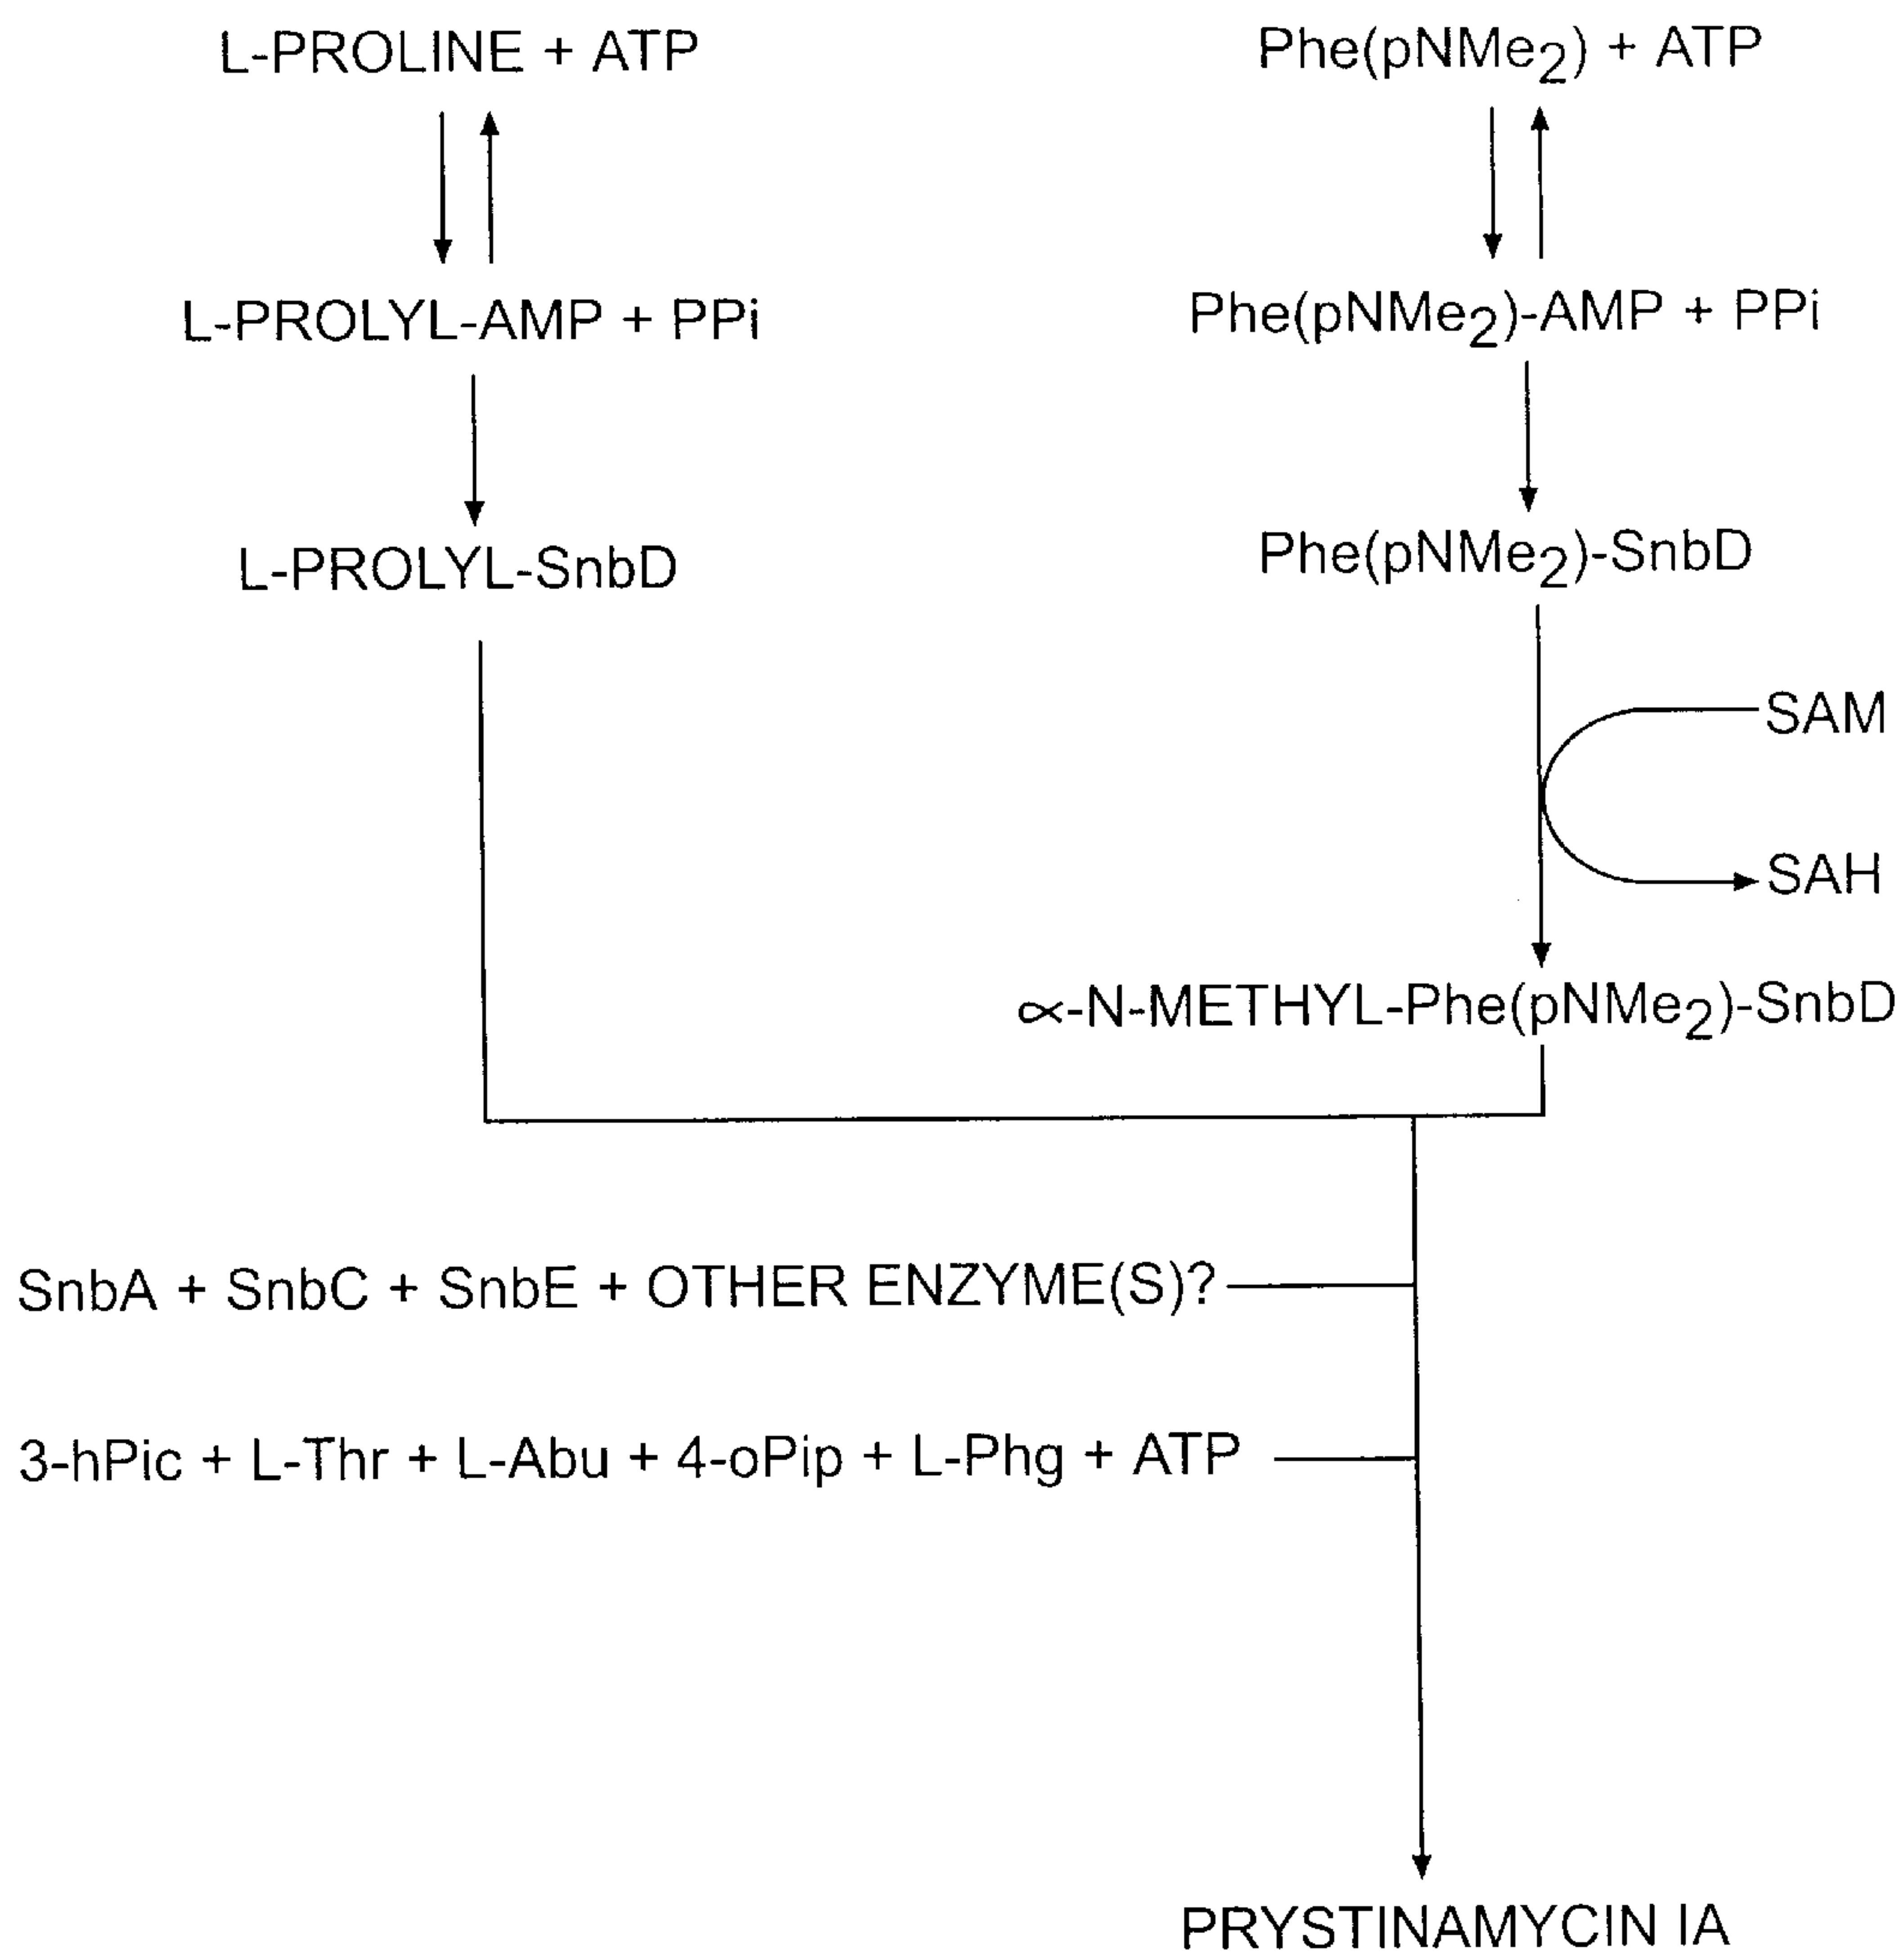 L-PROLINE + ATP
Phe(pNMe2) + ATP
L-PROLYL-AMP + PPi
Phe(pNMe2)-AMP + PPi
L-PROLYL-SnbD
Phe(pNMe2)-SnbD
SAM
SAH
∝-N-METHYL-Phe(pNMe2)-SnbD
SnbA + SnbC + SnbE + OTHER ENZYME(S)?
3-hPic + L-Thr + L-Abu + 4-oPip + L-Phg + ATP
PRYSTINAMYCIN IA